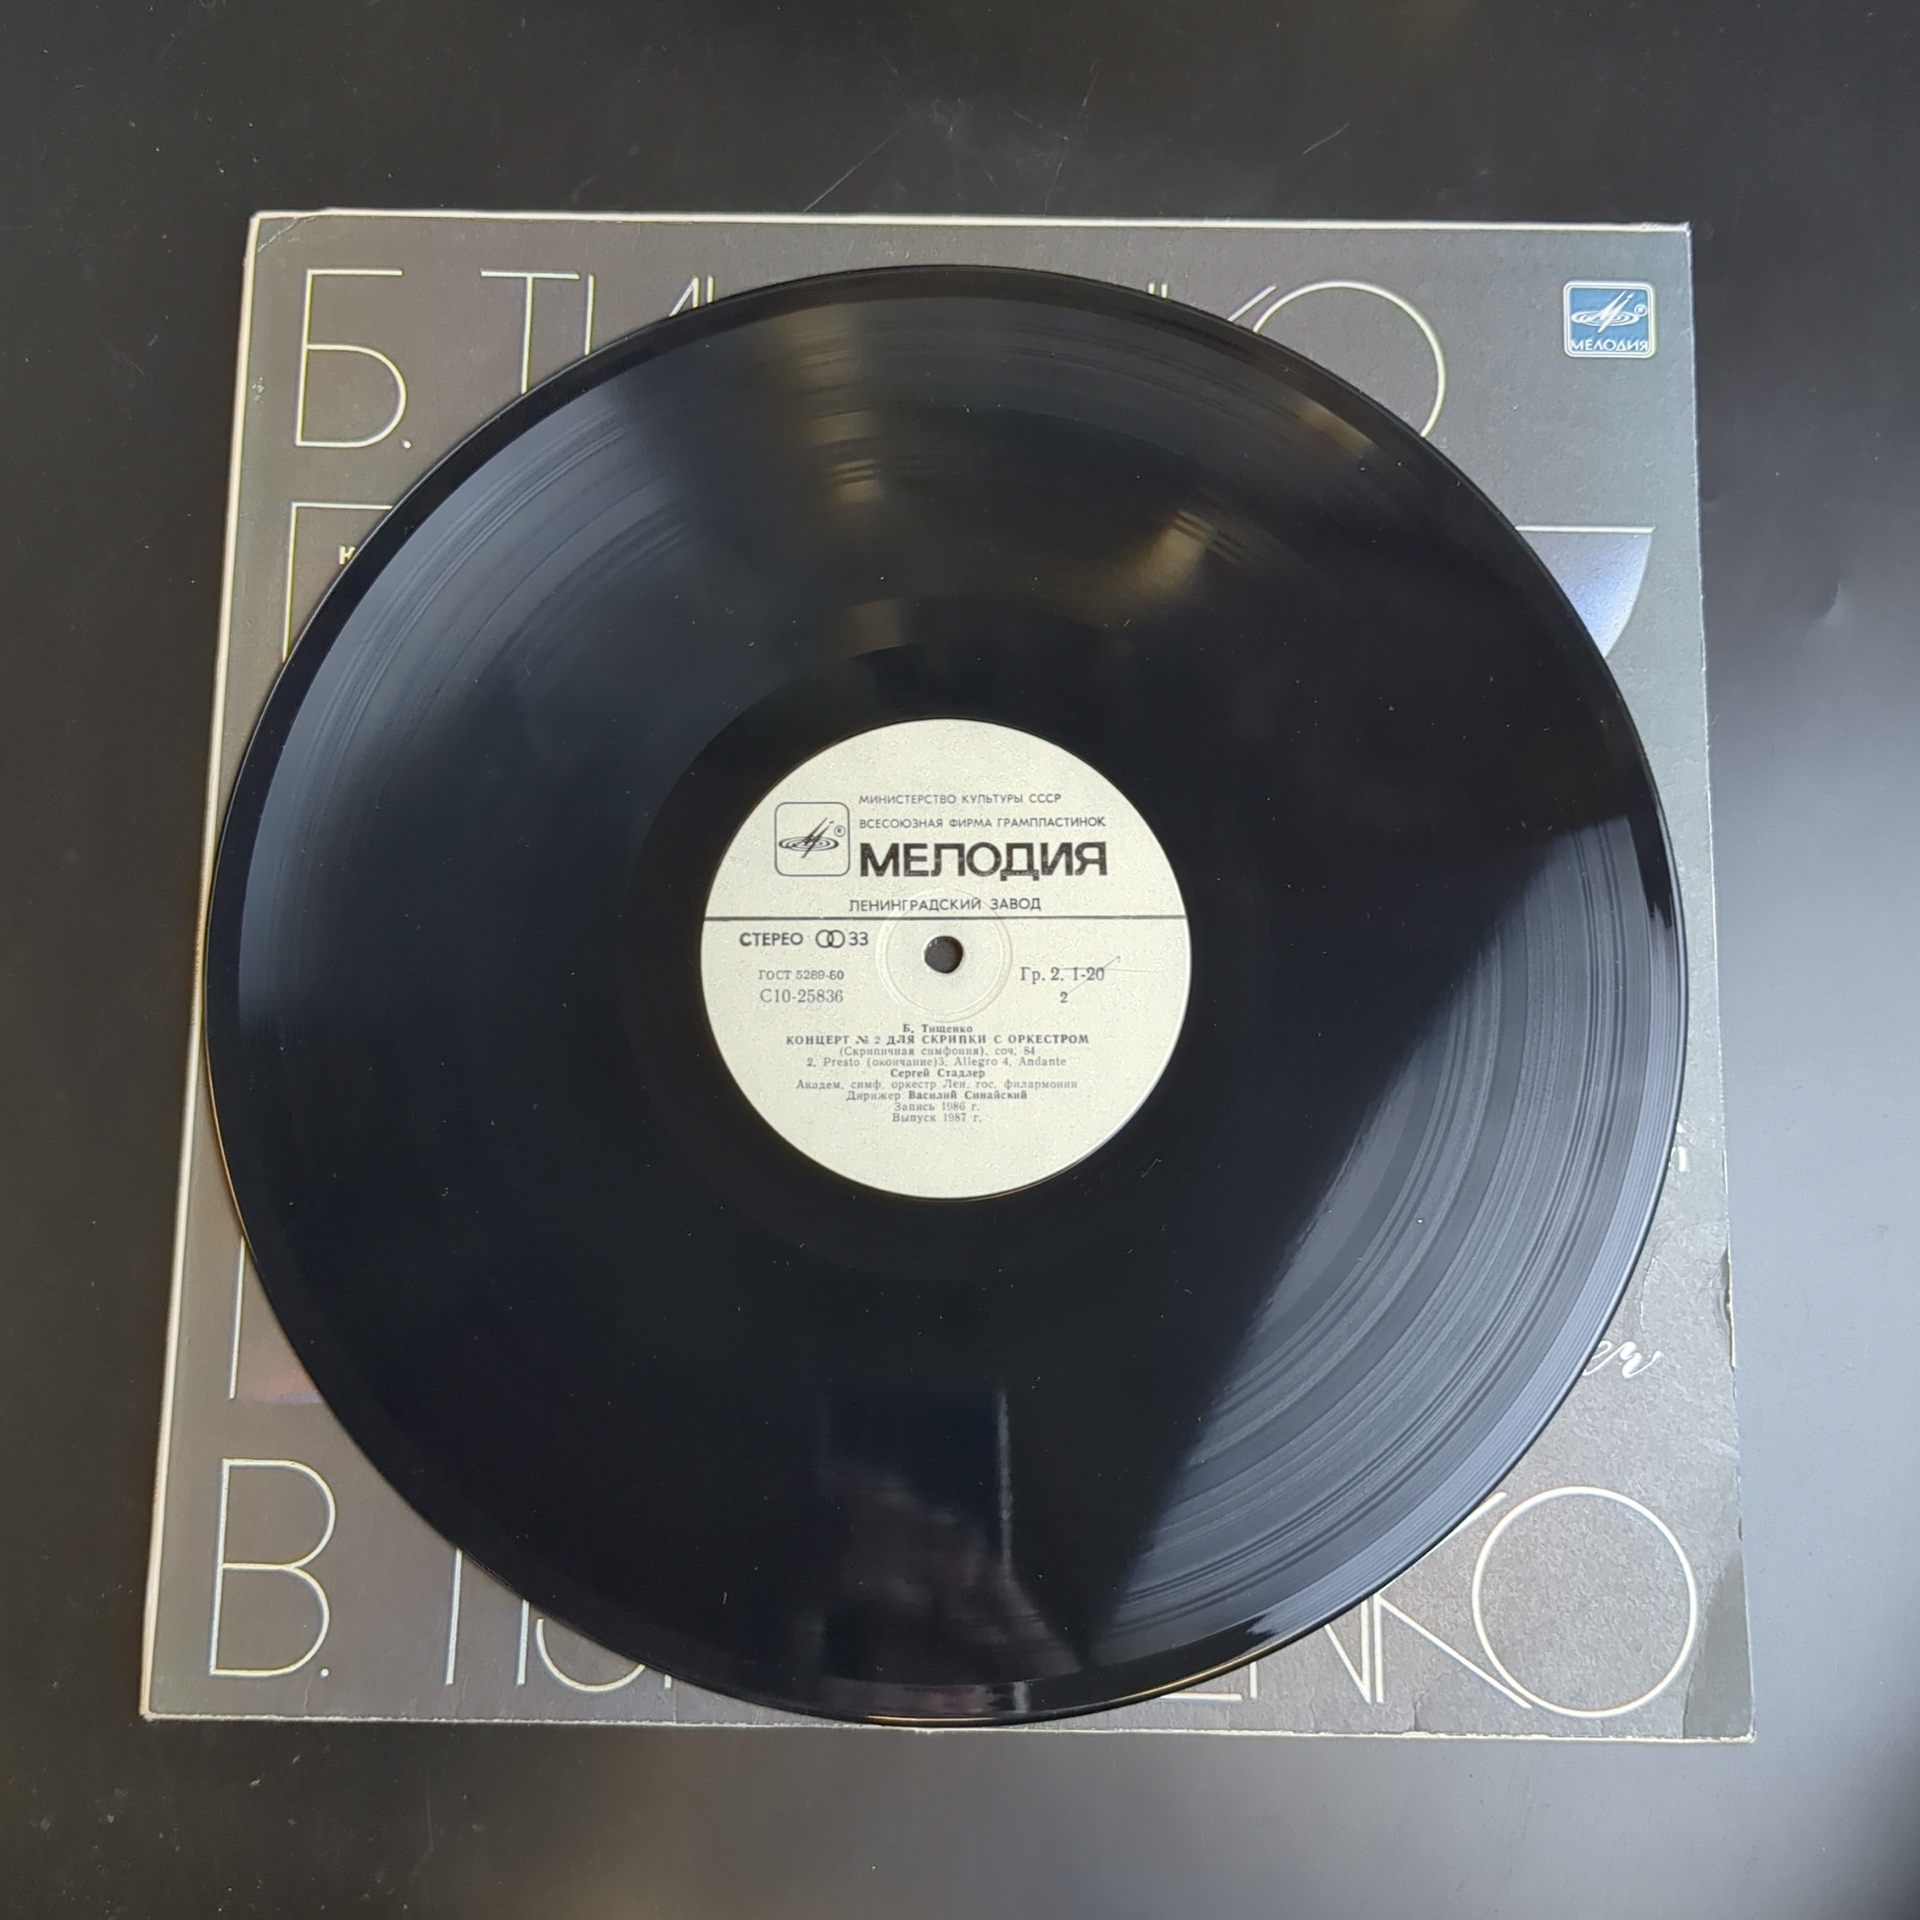 Б. ТИ КО
МЕЛОДИЯ
МИНИСТЕРСТВО КУЛЬТУРЫ СССР
ВСЕСОЮЗНАЯ ФИРМА ГРАМПЛАСТИНОК
МЕЛОДИЯ
ЛЕНИНГРАДСКИЙ ЗАВОД
СТЕРЕО 33
ГОСТ 5289-80
Гр. 2. 1-20
С10-25836
2
Б. Тищенко
КОНЦЕРТ № 2 ДЛЯ СКРИПКИ С ОРКЕСТРОМ
(Скрипичная симфония), соч. 84
2. Presto (окончание)3. Allegro 4. Andante
Сергей Стадлер
Академ. симф. оркестр Лен. гос. филармонии
Дирижер Василий Синайский
Запись 1986 г.
Выпуск 1987 г.
B. ENKO